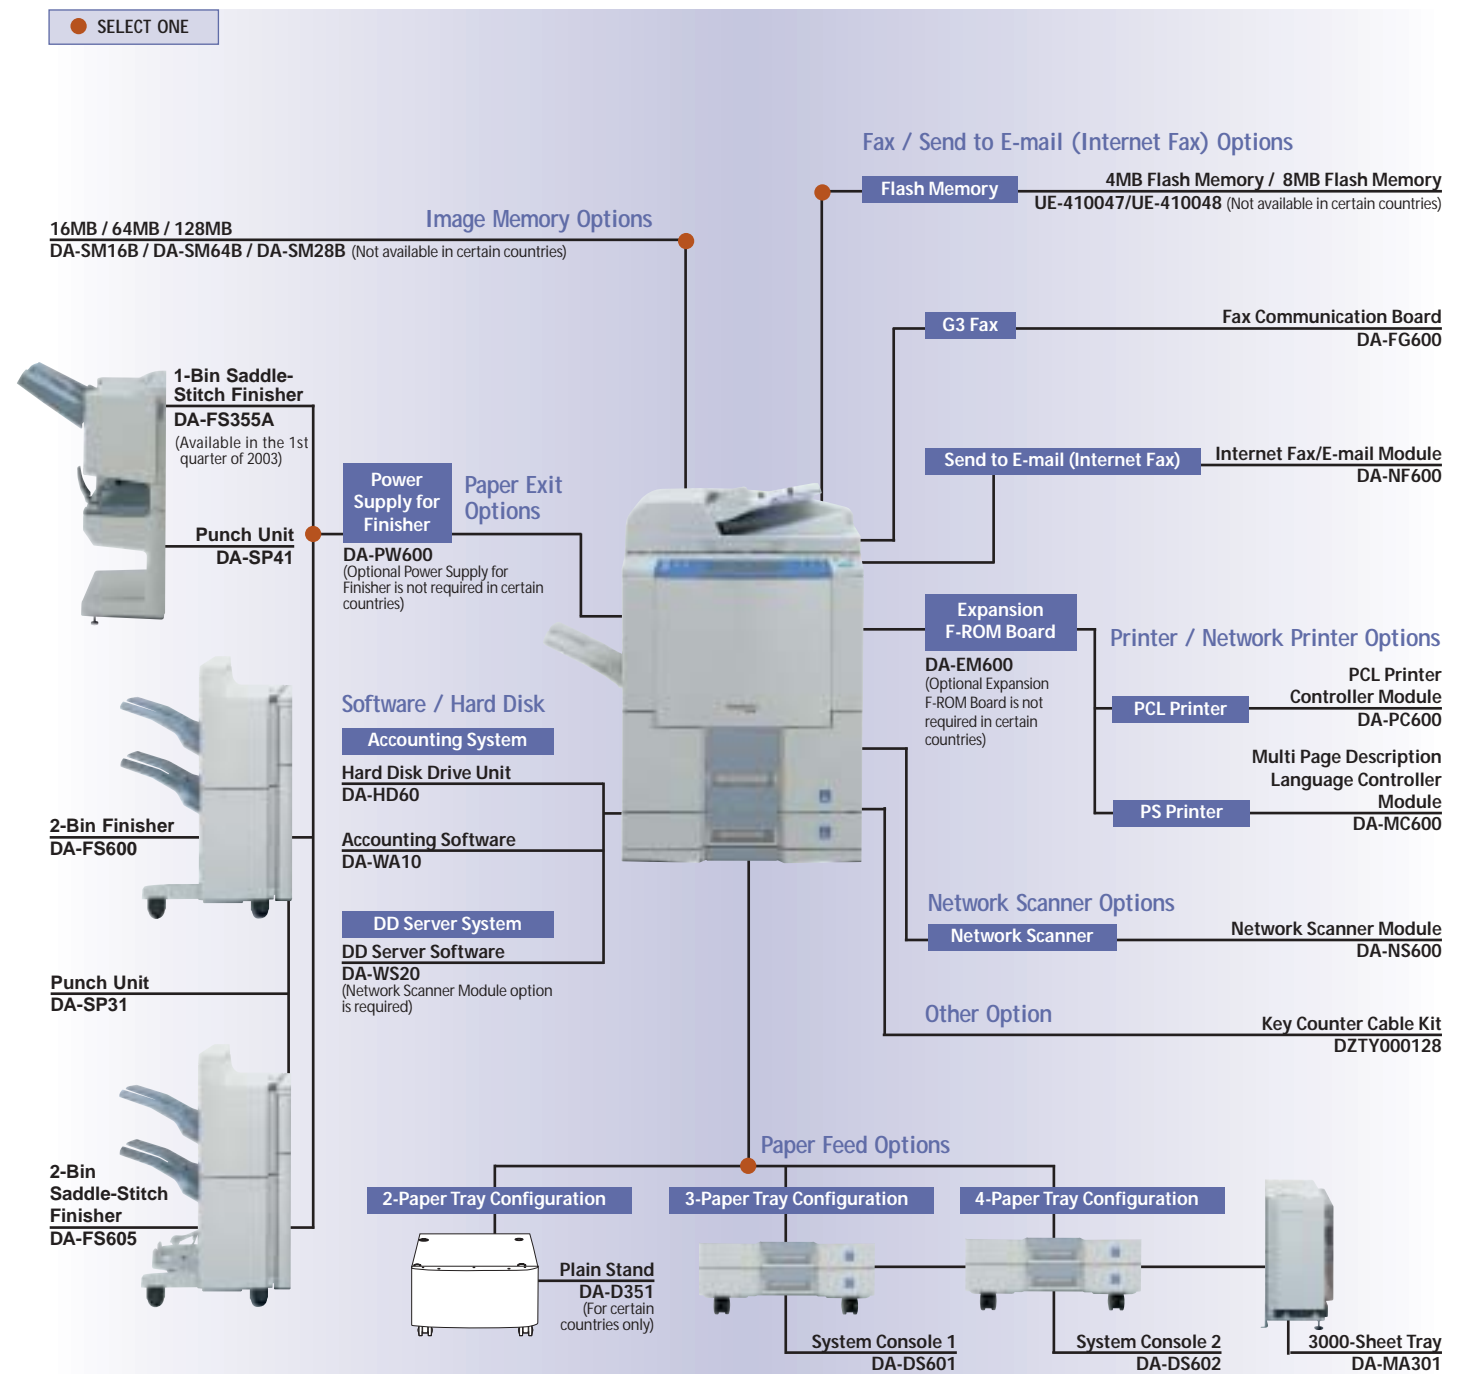 SELECT ONE
Fax / Send to E-mail (Internet Fax) Options
Flash Memory
4MB Flash Memory / 8MB Flash Memory
UE-410047/UE-410048 (Not available in certain countries)
Image Memory Options
16MB / 64MB / 128MB
DA-SM16B / DA-SM64B / DA-SM28B (Not available in certain countries)
G3 Fax
Fax Communication Board
DA-FG600
1-Bin Saddle-
Stitch Finisher
DA-FS355A
(Available in the 1st
quarter of 2003)
Punch Unit
DA-SP41
Power
Supply for
Finisher
Paper Exit
Options
DA-PW600
(Optional Power Supply for
Finisher is not required in certain
countries)
Send to E-mail (Internet Fax)
Internet Fax/E-mail Module
DA-NF600
Expansion
F-ROM Board
DA-EM600
(Optional Expansion
F-ROM Board is not
required in certain
countries)
Printer / Network Printer Options
PCL Printer
PCL Printer
Controller Module
DA-PC600
PS Printer
Multi Page Description
Language Controller
Module
DA-MC600
Software / Hard Disk
Accounting System
Hard Disk Drive Unit
DA-HD60
Accounting Software
DA-WA10
DD Server System
DD Server Software
DA-WS20
(Network Scanner Module option
is required)
2-Bin Finisher
DA-FS600
Punch Unit
DA-SP31
2-Bin
Saddle-Stitch
Finisher
DA-FS605
Network Scanner Options
Network Scanner
Network Scanner Module
DA-NS600
Other Option
Key Counter Cable Kit
DZTY000128
Paper Feed Options
2-Paper Tray Configuration
3-Paper Tray Configuration
4-Paper Tray Configuration
Plain Stand
DA-D351
(For certain
countries only)
System Console 1
DA-DS601
System Console 2
DA-DS602
3000-Sheet Tray
DA-MA301